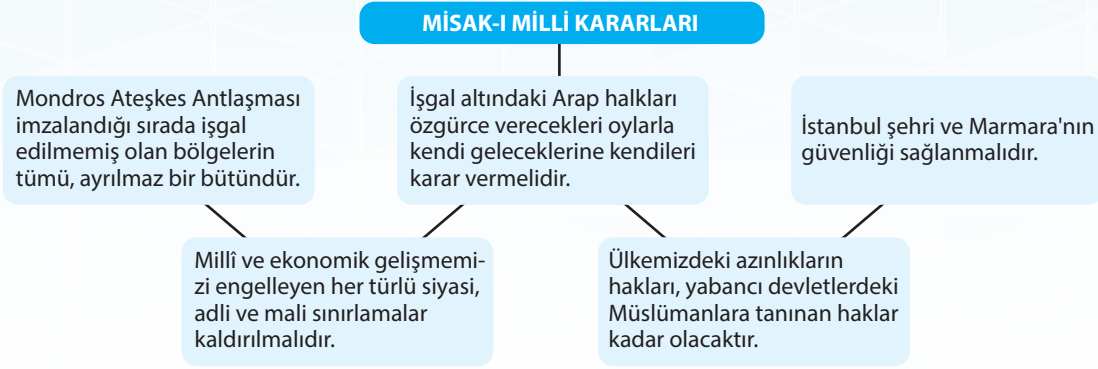 MİSAK-I MİLLİ KARARLARI
Mondros Ateşkes Antlaşması
imzalandığı sırada işgal
edilmemiş olan bölgelerin
tümü, ayrılmaz bir bütündür.
İşgal altındaki Arap halkları
özgürce verecekleri oylarla
kendi geleceklerine kendileri
karar vermelidir.
İstanbul şehri ve Marmara'nın
güvenliği sağlanmalıdır.
Millî ve ekonomik gelişmemi-
zi engelleyen her türlü siyasi,
adli ve mali sınırlamalar
kaldırılmalıdır.
Ülkemizdeki azınlıkların
hakları, yabancı devletlerdeki
Müslümanlara tanınan haklar
kadar olacaktır.